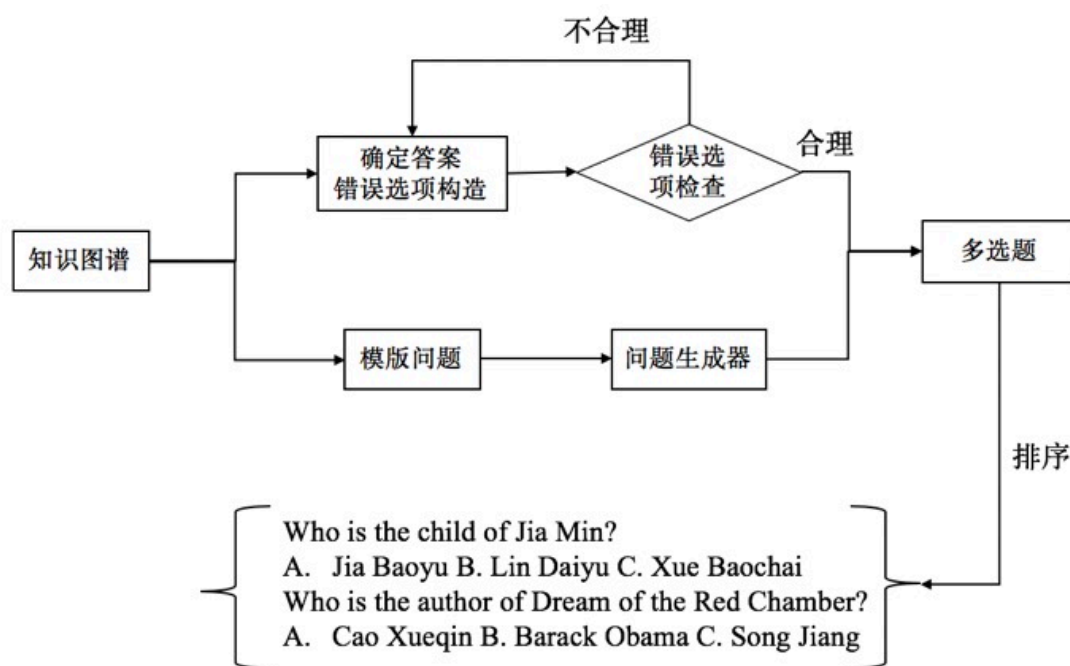 不合理
确定答案
错误选项构造
错误选
项检查
合理
知识图谱
多选题
模版问题
问题生成器
排序
Who is the child of Jia Min?
A. Jia Baoyu B. Lin Daiyu C. Xue Baochai
Who is the author of Dream of the Red Chamber?
A. Cao Xueqin B. Barack Obama C. Song Jiang